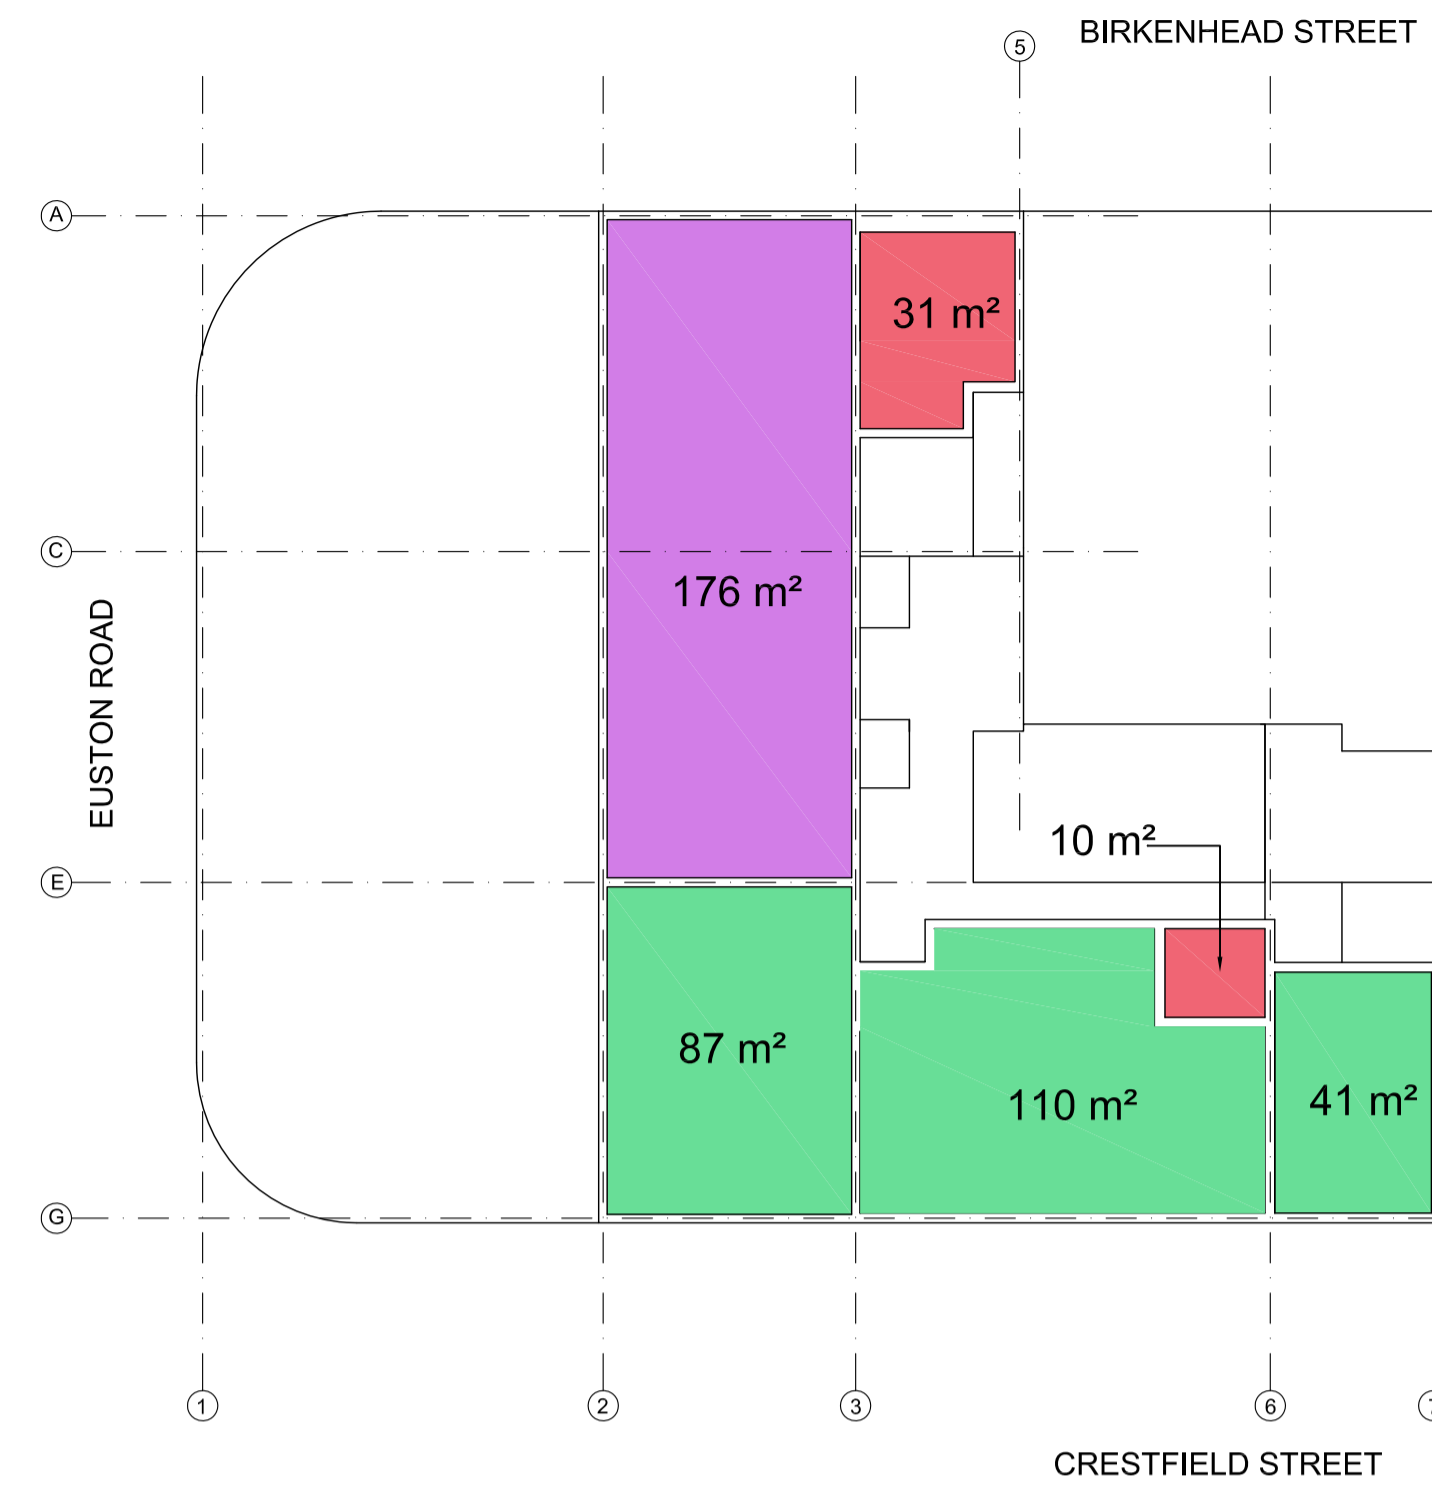 BIRKENHEAD STREET
5
A
31 m²
C
176 m²
EUSTON ROAD
10 m²
E
87 m²
110 m²
41 m²
G
1
2
3
6
CRESTFIELD STREET